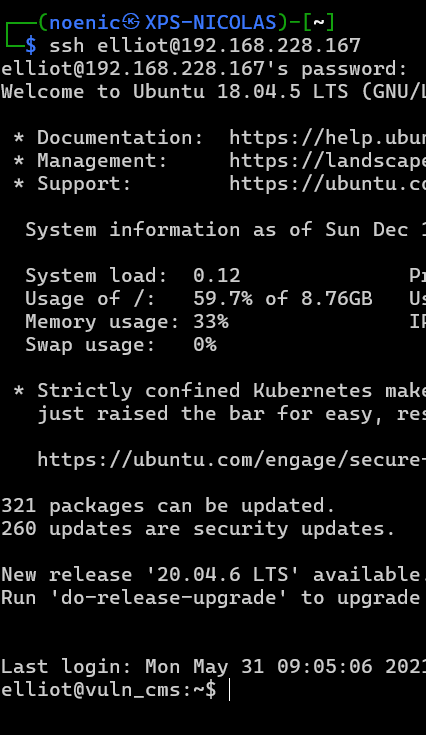 (noenic㉿XPS-NICOLAS)-[~]
$ ssh elliot@192.168.228.167
elliot@192.168.228.167's password:
Welcome to Ubuntu 18.04.5 LTS (GNU/L
* Documentation:  https://help.ubun
* Management:     https://landscape
* Support:        https://ubuntu.co
System information as of Sun Dec 1
System load:  0.12               Pr
Usage of /:   59.7% of 8.76GB   Us
Memory usage: 33%               IP
Swap usage:   0%
* Strictly confined Kubernetes make
just raised the bar for easy, res
https://ubuntu.com/engage/secure-
321 packages can be updated.
260 updates are security updates.
New release '20.04.6 LTS' available.
Run 'do-release-upgrade' to upgrade
Last login: Mon May 31 09:05:06 2021
elliot@vuln_cms:~$